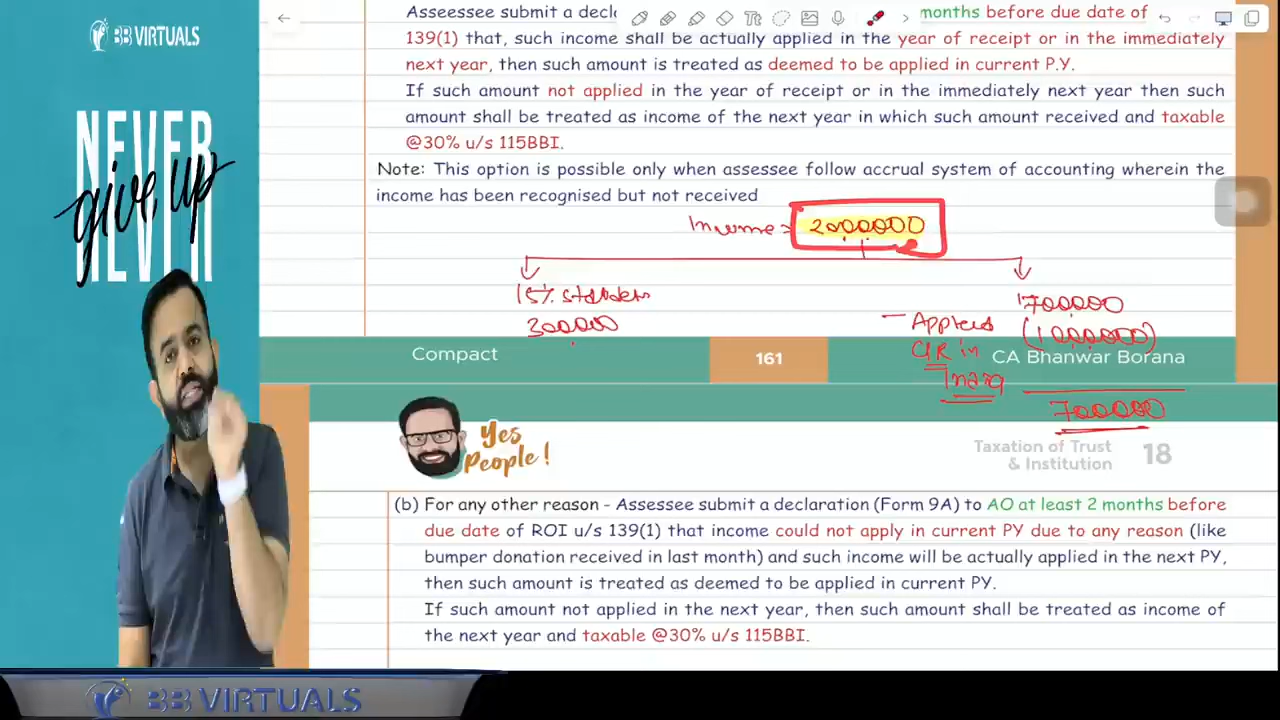 BB VIRTUALS
NEVER
give up
NEVER
Asseessee submit a decl
months before due date of
139(1) that, such income shall be actually applied in the year of receipt or in the immediately
next year, then such amount is treated as deemed to be applied in current P.Y.
If such amount not applied in the year of receipt or in the immediately next year then such
amount shall be treated as income of the next year in which such amount received and taxable
@30% u/s 115BBI.
Note: This option is possible only when assessee follow accrual system of accounting wherein the
income has been recognised but not received
Income = 2000000
15%
300000
1700000
Applied (1000000)
in
India
700000
Compact
161
CA Bhanwar Borana
Yes
People!
Taxation of Trust
& Institution
18
(b) For any other reason - Assessee submit a declaration (Form 9A) to AO at least 2 months before
due date of ROI u/s 139(1) that income could not apply in current PY due to any reason (like
bumper donation received in last month) and such income will be actually applied in the next PY,
then such amount is treated as deemed to be applied in current PY.
If such amount not applied in the next year, then such amount shall be treated as income of
the next year and taxable @30% u/s 115BBI.
BB VIRTUALS